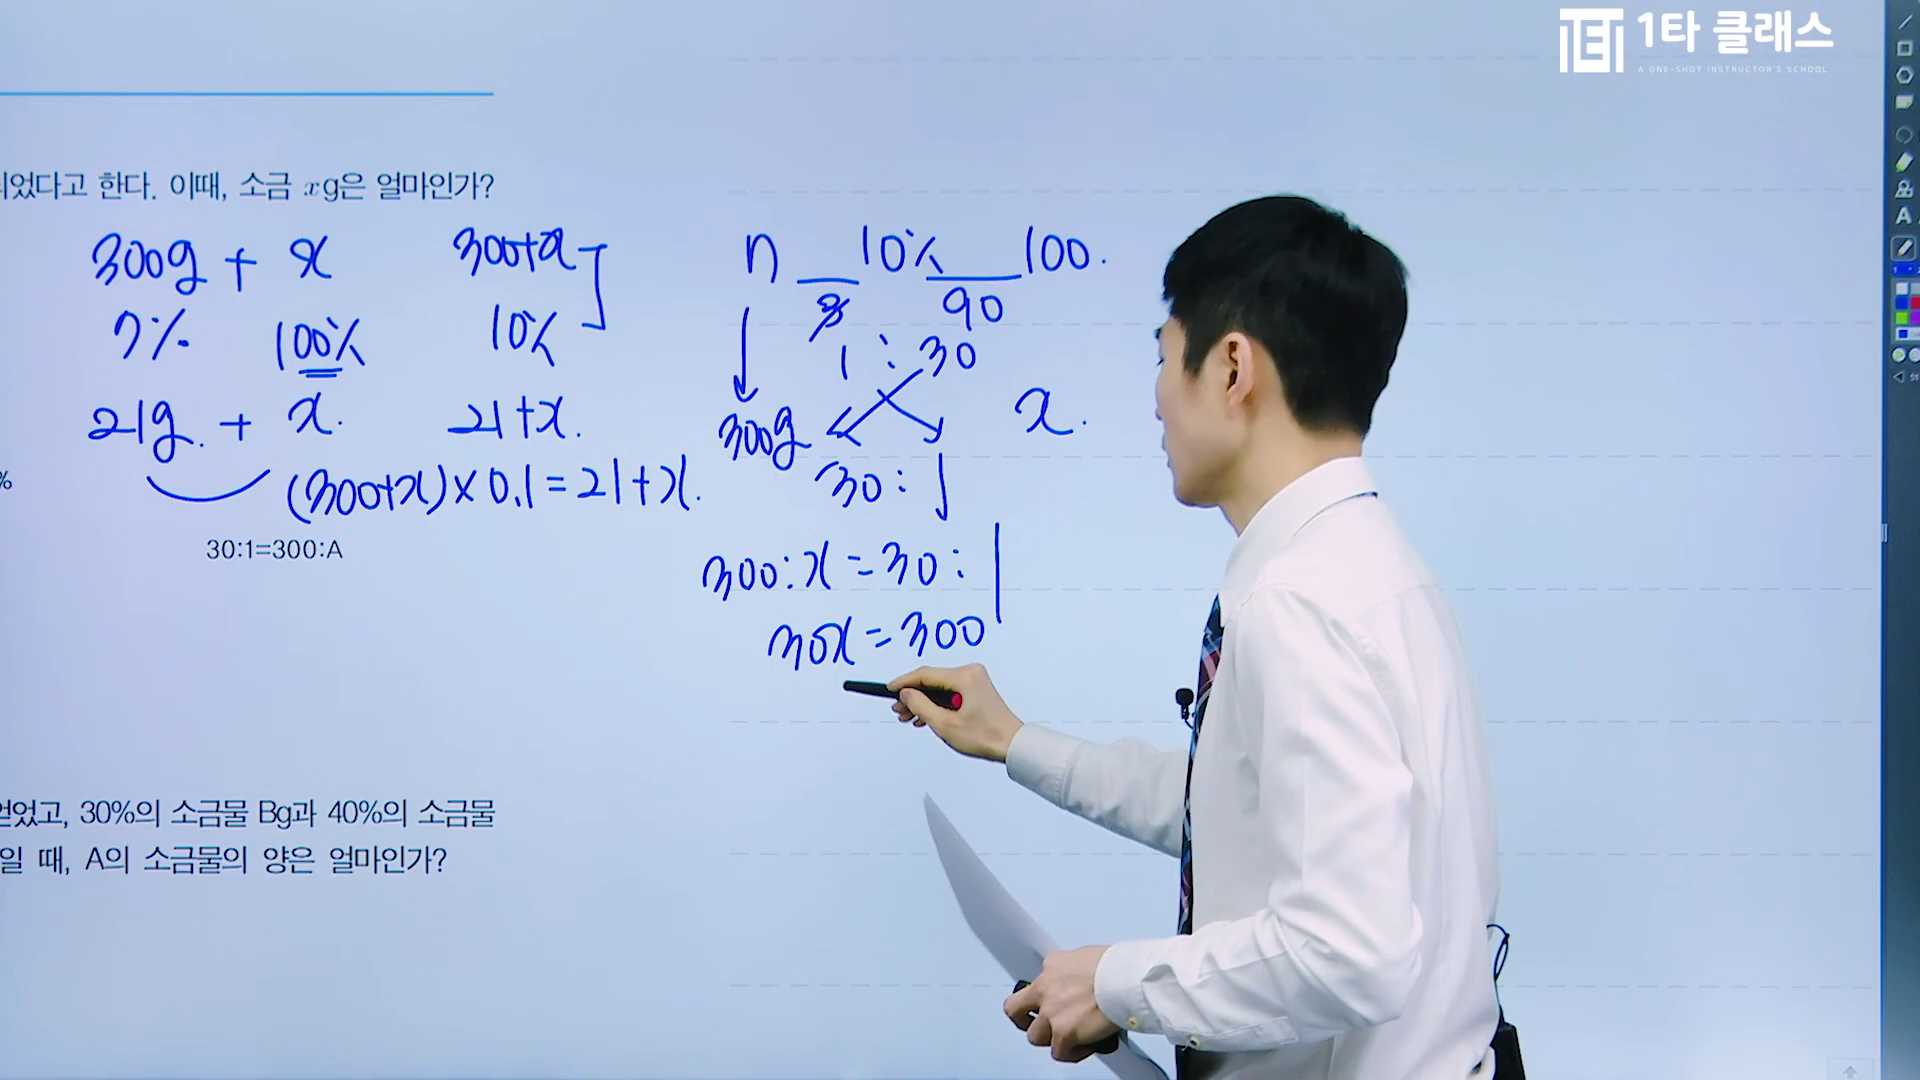 1타 클래스
A ONE-SHOT INSTRUCTOR'S SCHOOL
되었다고 한다. 이때, 소금 xg은 얼마인가?
300g + x 300+x
7% 100% 10%
21g. + x. 21+x.
(300+x)×0.1=21+x.
%
30:1=300:A
7 10% 100.
3 90
1 : 30
300g x.
30 : 1
300:x=30:1
30x=300
얻었고, 30%의 소금물 Bg과 40%의 소금물
일 때, A의 소금물의 양은 얼마인가?